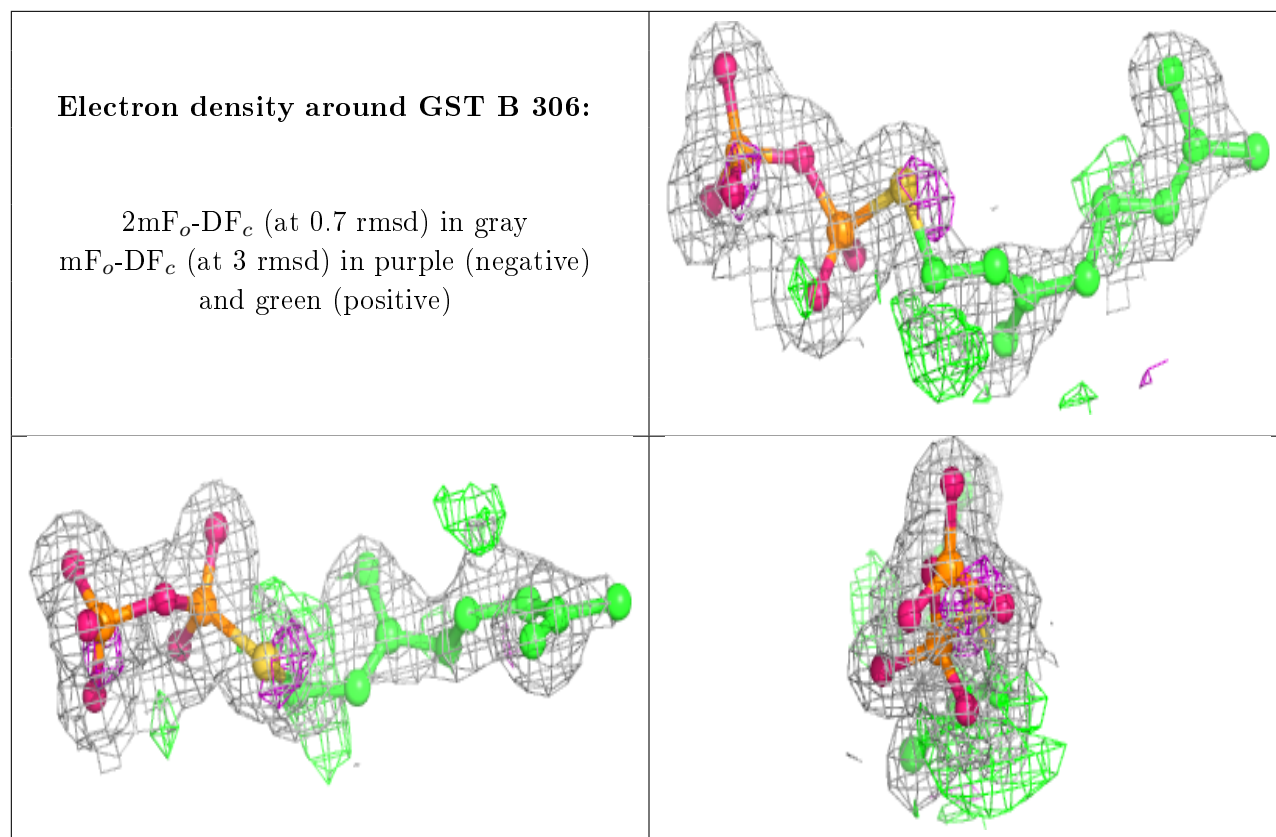 Electron density around GST B 306:
2mFₒ-DF𝒸 (at 0.7 rmsd) in gray
mFₒ-DF𝒸 (at 3 rmsd) in purple (negative)
and green (positive)